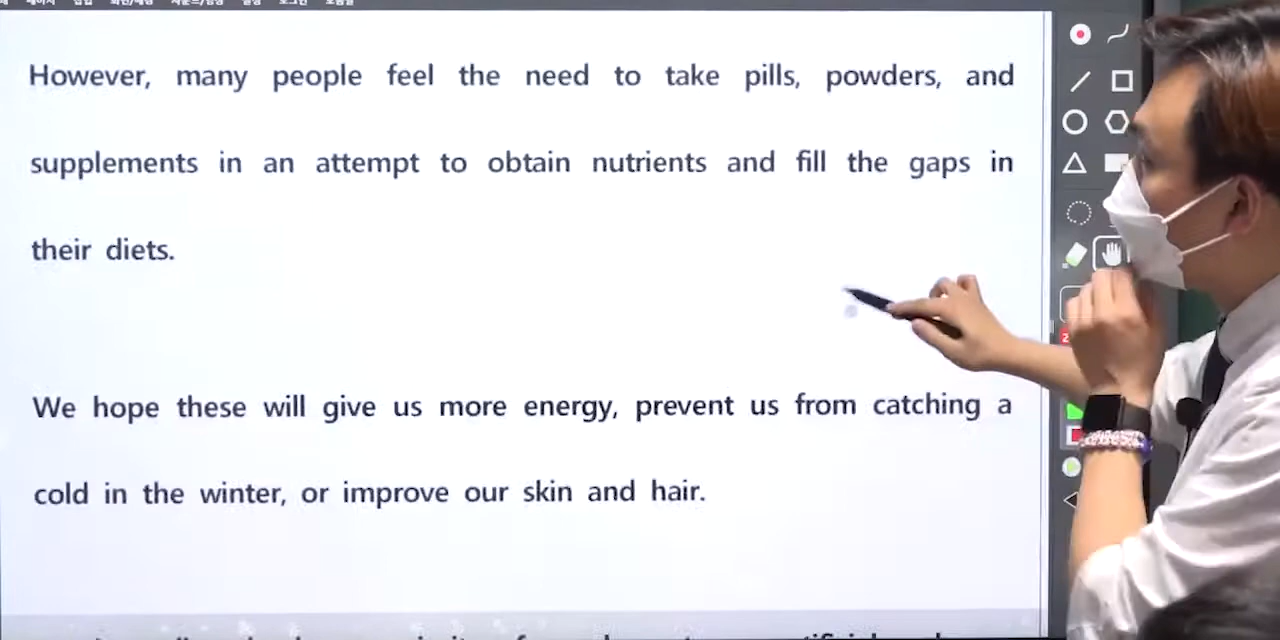 However, many people feel the need to take pills, powders, and
supplements in an attempt to obtain nutrients and fill the gaps in
their diets.
We hope these will give us more energy, prevent us from catching a
cold in the winter, or improve our skin and hair.